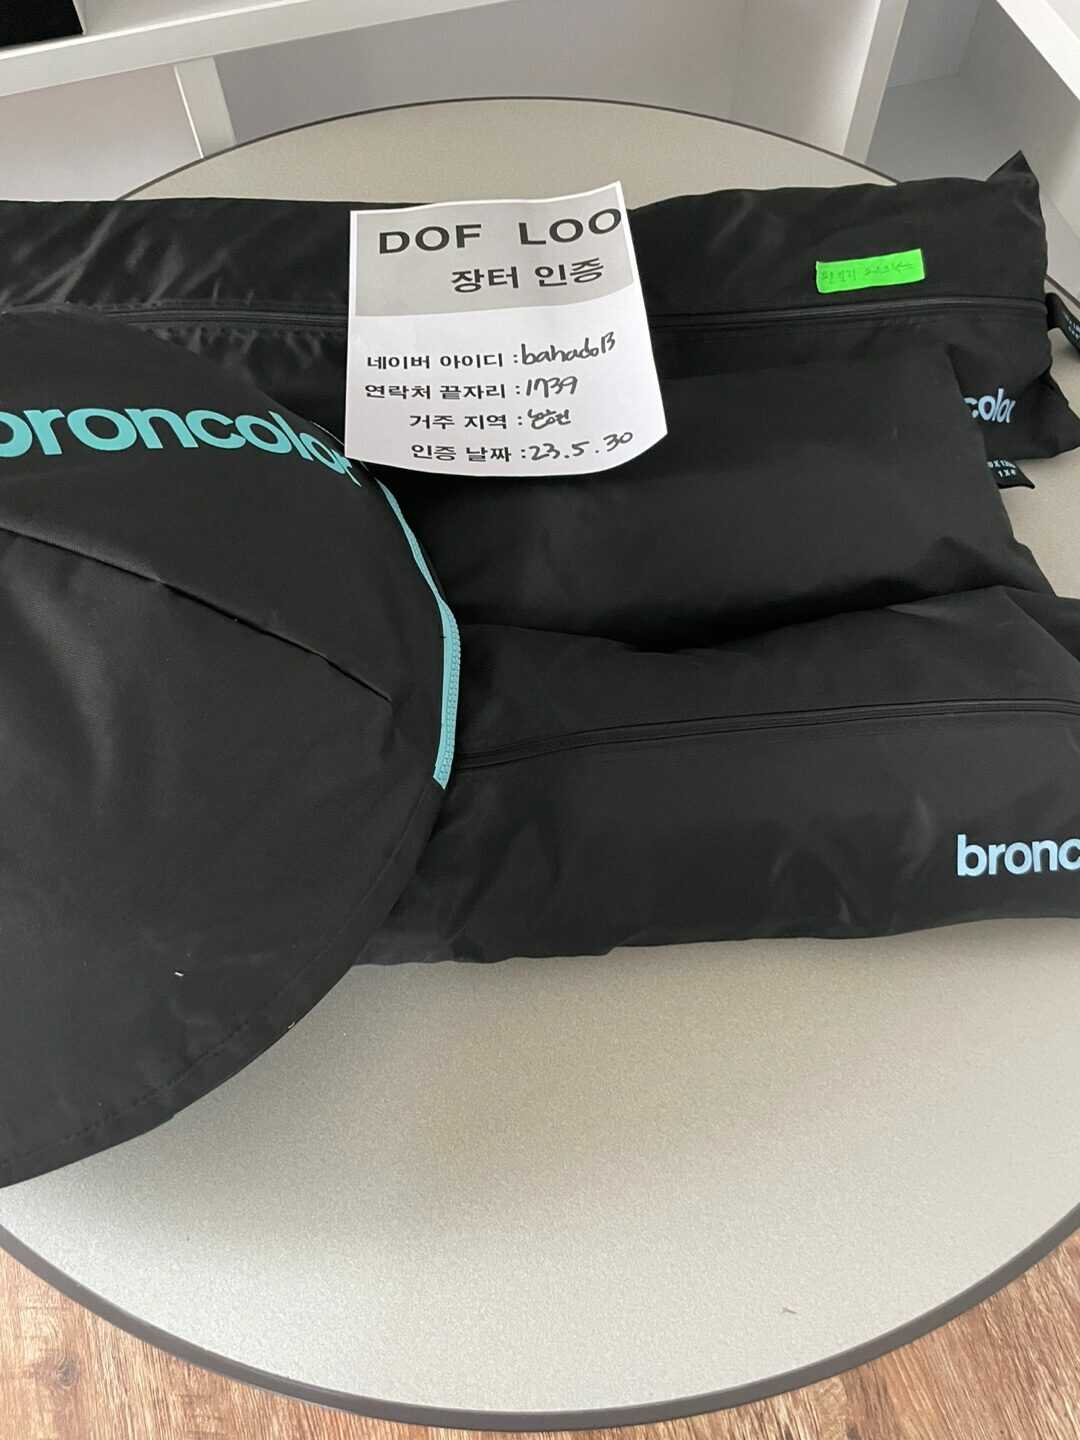 DOF LOO
장터 인증
네이버 아이디 : bahado13
연락처 끝자리 : 1739
거주 지역 :
인증 날짜 : 23.5.30
broncolor
color
bronc